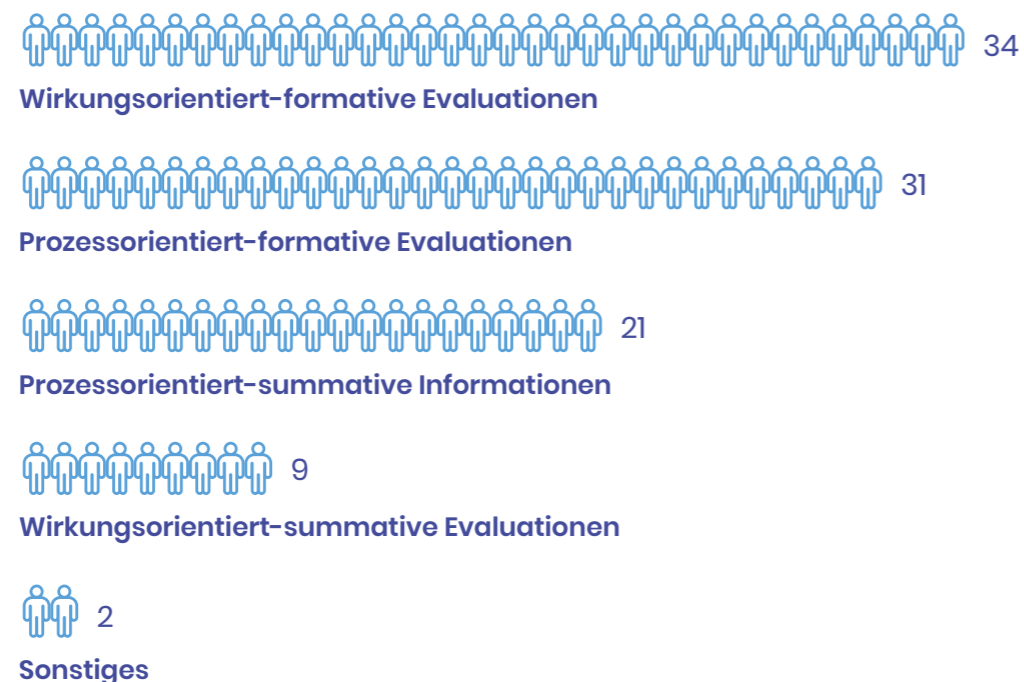 34
Wirkungsorientiert-formative Evaluationen
31
Prozessorientiert-formative Evaluationen
21
Prozessorientiert-summative Informationen
9
Wirkungsorientiert-summative Evaluationen
2
Sonstiges